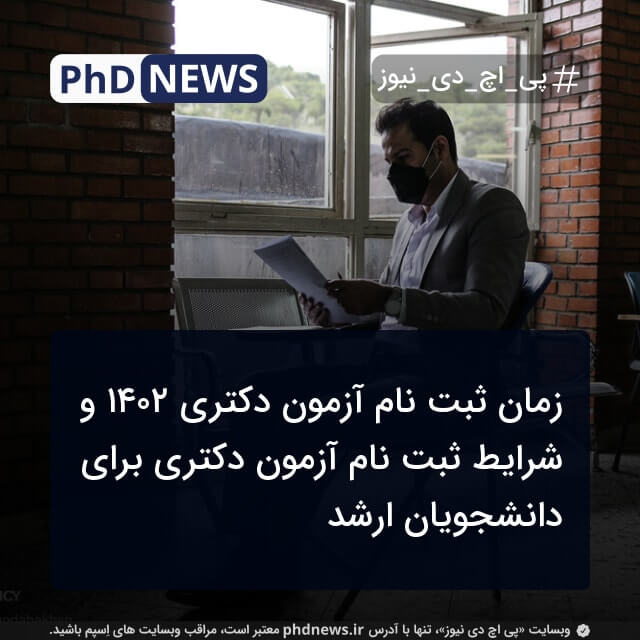 PhD NEWS
#پی_اچ_دی_نیوز
زمان ثبت نام آزمون دکتری ۱۴۰۲ و
شرایط ثبت نام آزمون دکتری برای
دانشجویان ارشد
وبسایت «پی اچ دی نیوز»، تنها با آدرس phdnews.ir معتبر است، مراقب وبسایت های اِسپم باشید.